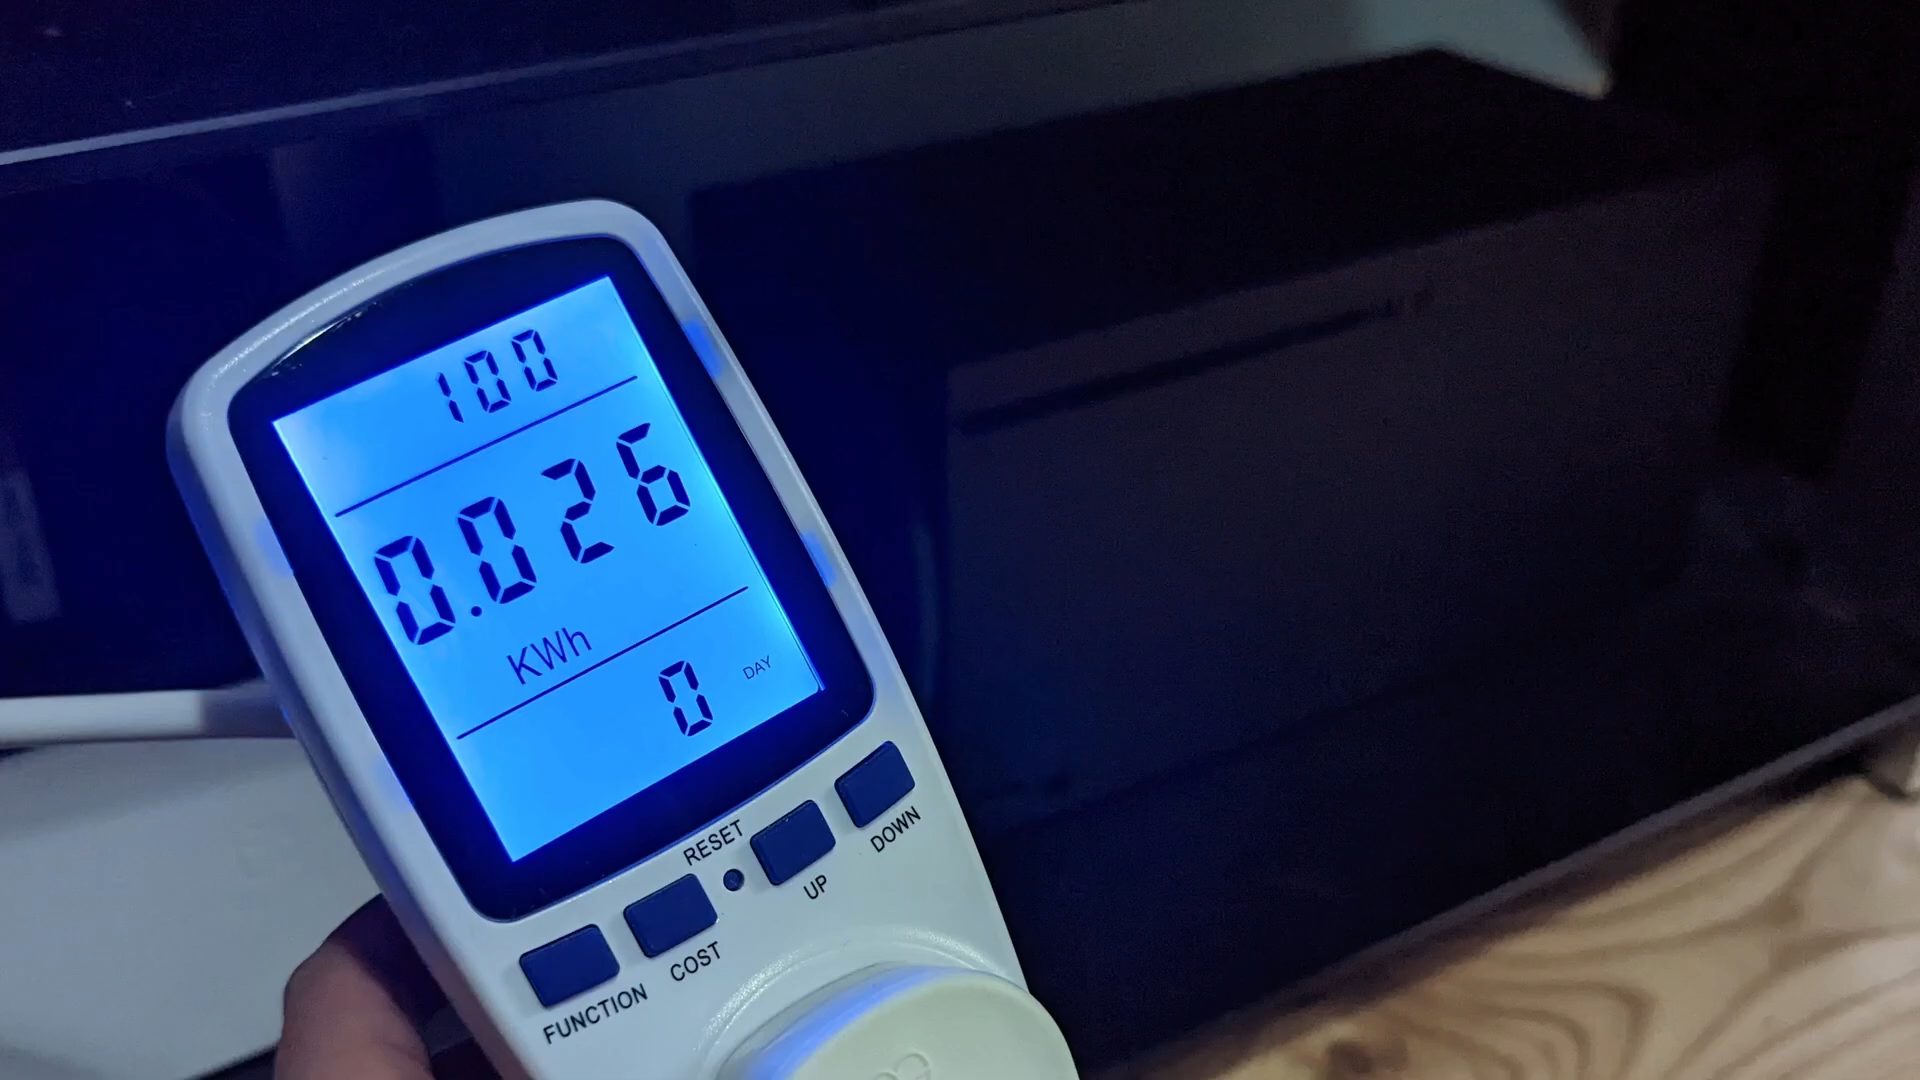 100
0.026
KWh
0 DAY
RESET
FUNCTION COST UP DOWN